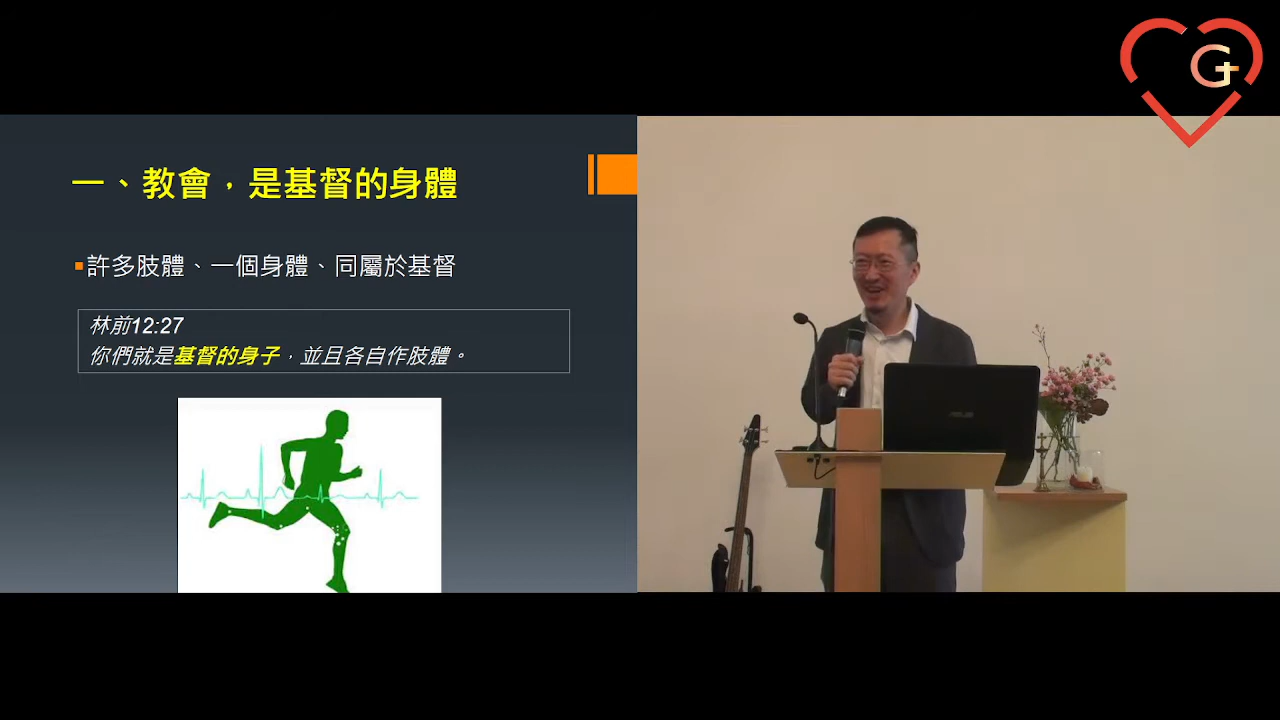 一、教會，是基督的身體
許多肢體、一個身體、同屬於基督
林前12:27
你們就是基督的身子，並且各自作肢體。
G
ASUS